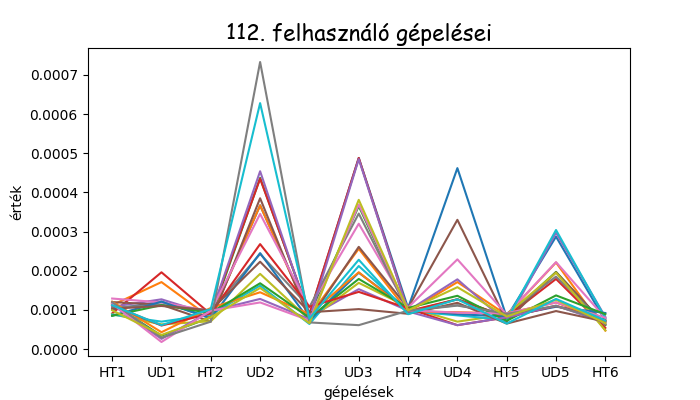 112. felhasználó gépelései
0.0007
0.0006
0.0005
0.0004
0.0003
0.0002
0.0001
0.0000
érték
HT1 UD1 HT2 UD2 HT3 UD3 HT4 UD4 HT5 UD5 HT6
gépelések